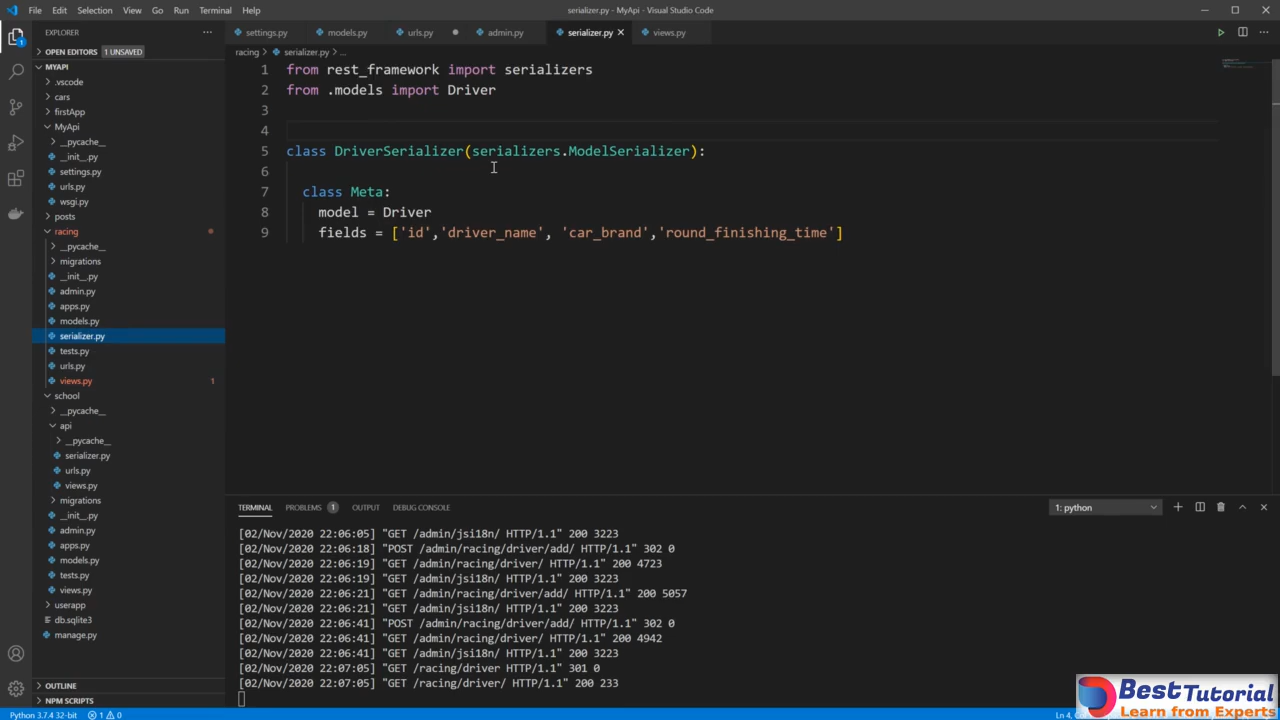 File Edit Selection View Go Run Terminal Help
serializer.py - MyApi - Visual Studio Code
EXPLORER
OPEN EDITORS 1 UNSAVED
MYAPI
.vscode
cars
firstApp
MyApi
__pycache__
__init__.py
settings.py
urls.py
wsgi.py
posts
racing
__pycache__
migrations
__init__.py
admin.py
apps.py
models.py
serializer.py
tests.py
urls.py
views.py 1
school
__pycache__
api
__pycache__
serializer.py
urls.py
views.py
migrations
__init__.py
admin.py
apps.py
models.py
tests.py
views.py
userapp
db.sqlite3
manage.py
OUTLINE
NPM SCRIPTS
settings.py models.py urls.py admin.py serializer.py views.py
racing > serializer.py > ...
1 from rest_framework import serializers
2 from .models import Driver
3
4
5 class DriverSerializer(serializers.ModelSerializer):
6
7 class Meta:
8 model = Driver
9 fields = ['id','driver_name', 'car_brand','round_finishing_time']
TERMINAL PROBLEMS 1 OUTPUT DEBUG CONSOLE
1: python
[02/Nov/2020 22:06:05] "GET /admin/jsi18n/ HTTP/1.1" 200 3223
[02/Nov/2020 22:06:18] "POST /admin/racing/driver/add/ HTTP/1.1" 302 0
[02/Nov/2020 22:06:19] "GET /admin/racing/driver/ HTTP/1.1" 200 4723
[02/Nov/2020 22:06:19] "GET /admin/jsi18n/ HTTP/1.1" 200 3223
[02/Nov/2020 22:06:21] "GET /admin/racing/driver/add/ HTTP/1.1" 200 5057
[02/Nov/2020 22:06:21] "GET /admin/jsi18n/ HTTP/1.1" 200 3223
[02/Nov/2020 22:06:41] "POST /admin/racing/driver/add/ HTTP/1.1" 302 0
[02/Nov/2020 22:06:41] "GET /admin/racing/driver/ HTTP/1.1" 200 4942
[02/Nov/2020 22:06:41] "GET /admin/jsi18n/ HTTP/1.1" 200 3223
[02/Nov/2020 22:07:05] "GET /racing/driver HTTP/1.1" 301 0
[02/Nov/2020 22:07:05] "GET /racing/driver/ HTTP/1.1" 200 233
Python 3.7.4 32-bit 1 0
Ln 4, Co
BestTutorial
Learn from Experts